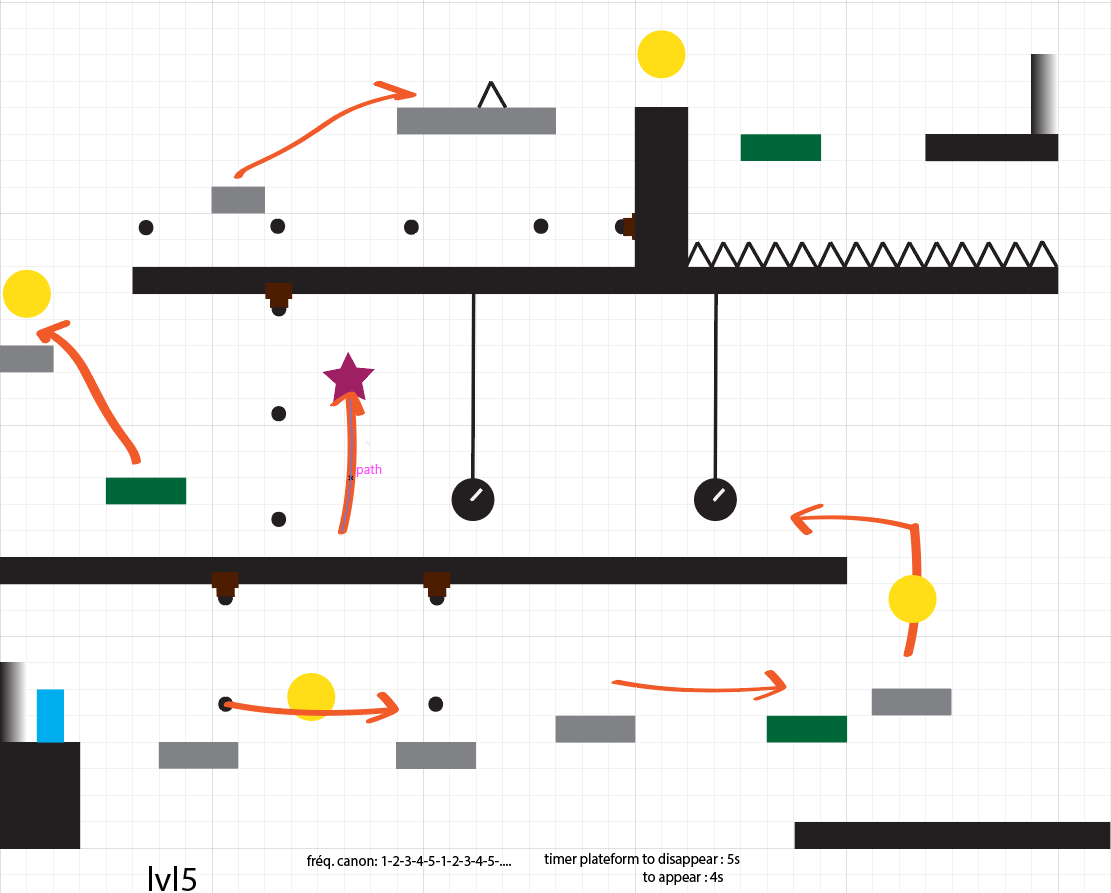 path
fréq. canon: 1-2-3-4-5-1-2-3-4-5-....
timer plateform to disappear : 5s
to appear : 4s
lvl5